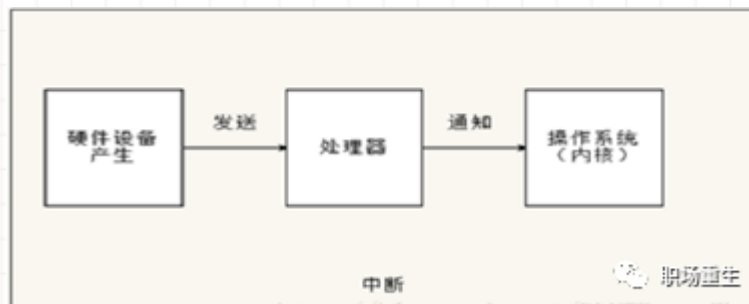 硬件设备
产生
发送
处理器
通知
操作系统
（内核）
中断
职场重生